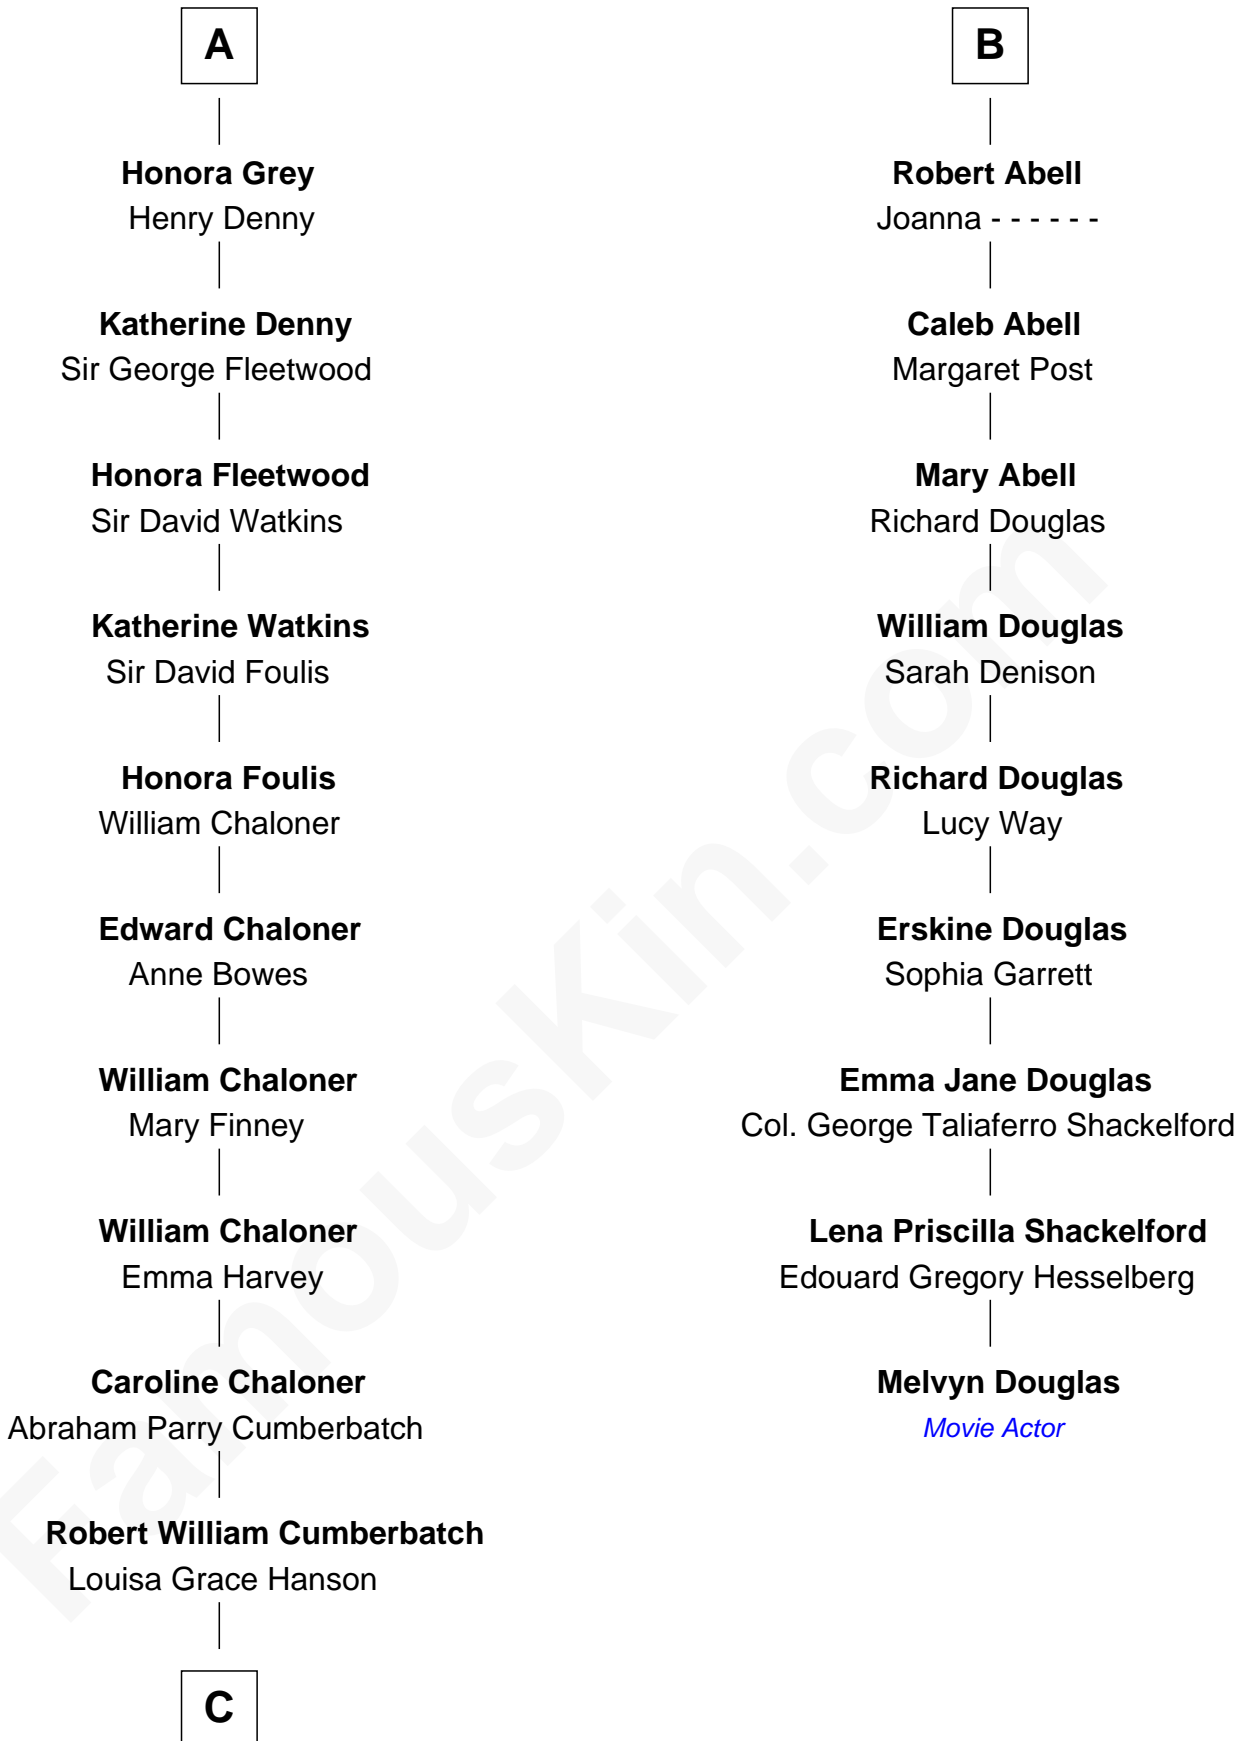 A
Honora Grey
Henry Denny
Katherine Denny
Sir George Fleetwood
Honora Fleetwood
Sir David Watkins
Katherine Watkins
Sir David Foulis
Honora Foulis
William Chaloner
Edward Chaloner
Anne Bowes
William Chaloner
Mary Finney
William Chaloner
Emma Harvey
Caroline Chaloner
Abraham Parry Cumberbatch
Robert William Cumberbatch
Louisa Grace Hanson
C
B
Robert Abell
Joanna - - - - - -
Caleb Abell
Margaret Post
Mary Abell
Richard Douglas
William Douglas
Sarah Denison
Richard Douglas
Lucy Way
Erskine Douglas
Sophia Garrett
Emma Jane Douglas
Col. George Taliaferro Shackelford
Lena Priscilla Shackelford
Edouard Gregory Hesselberg
Melvyn Douglas
Movie Actor
FamousKin.com